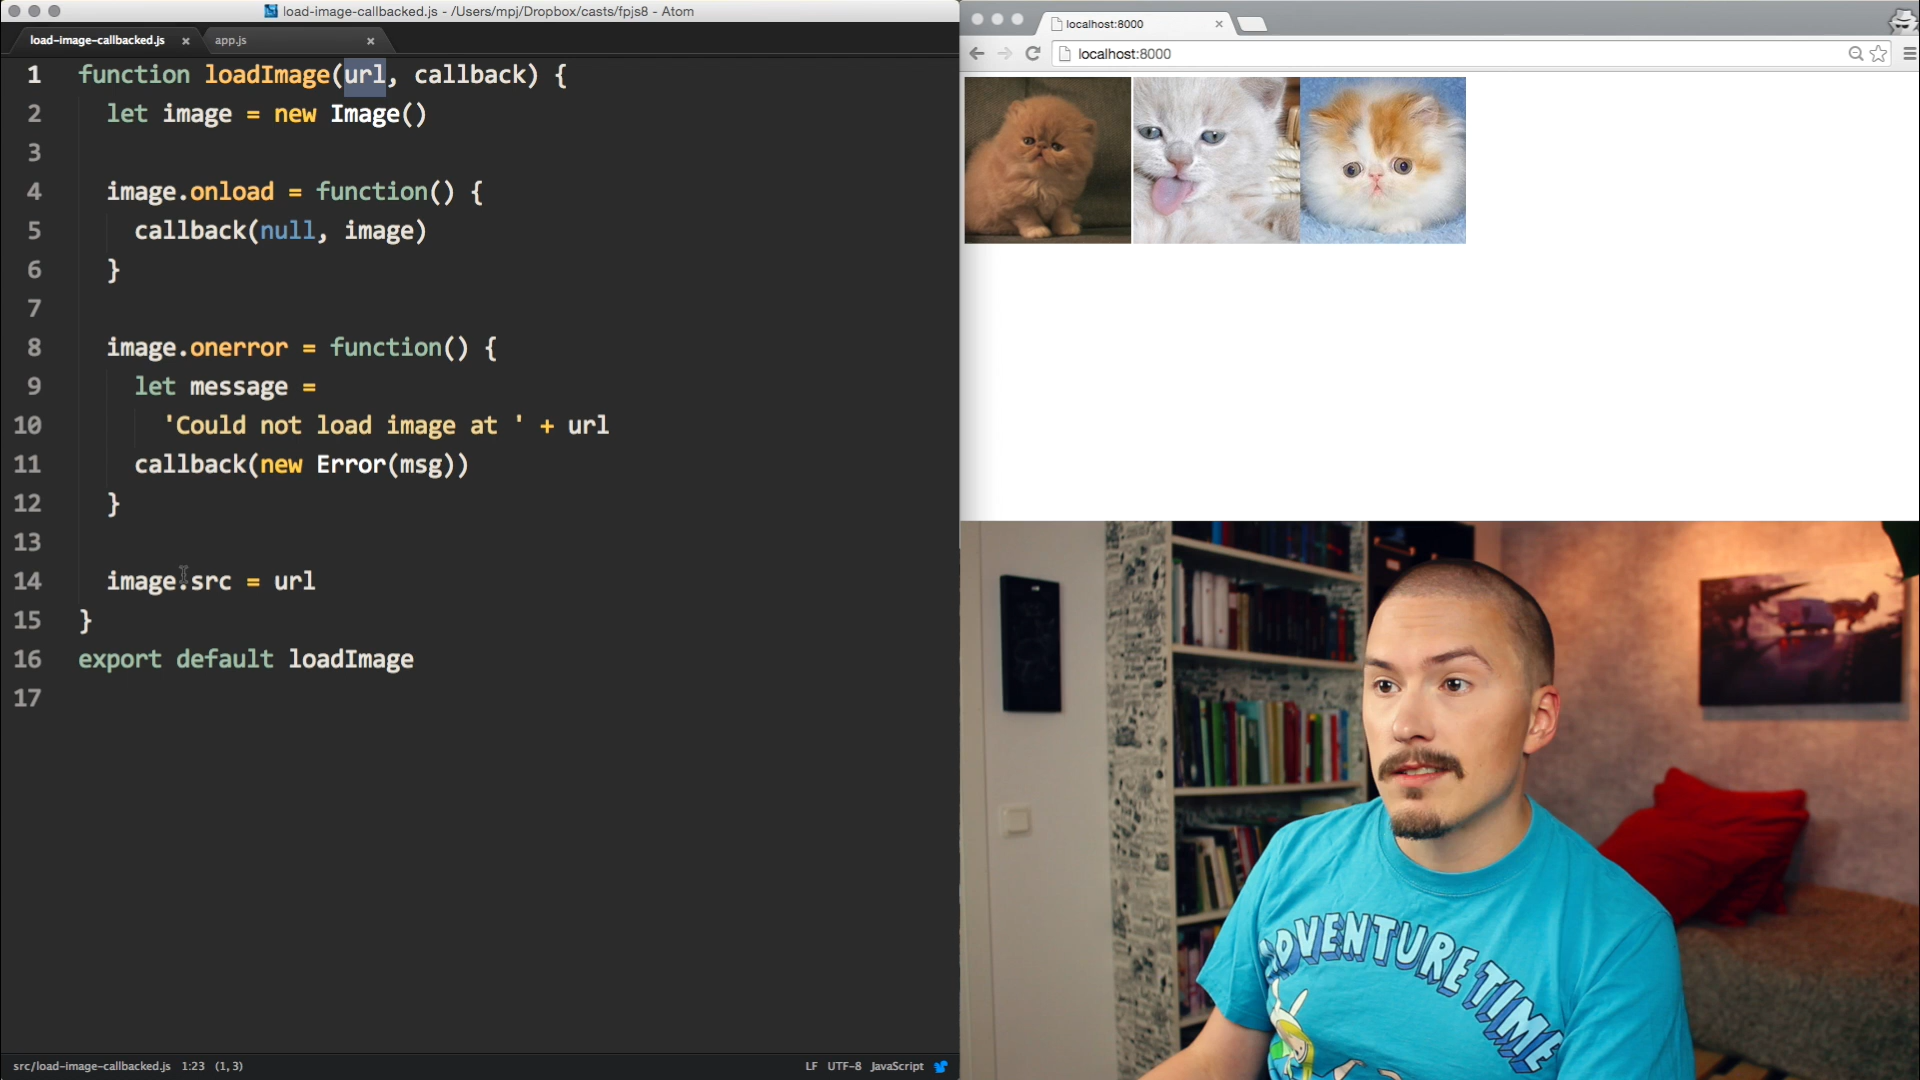 load-image-callbacked.js - /Users/mpj/Dropbox/casts/fpjs8 - Atom
load-image-callbacked.js
app.js
1 function loadImage(url, callback) {
2 let image = new Image()
3
4 image.onload = function() {
5 callback(null, image)
6 }
7
8 image.onerror = function() {
9 let message =
10 'Could not load image at ' + url
11 callback(new Error(msg))
12 }
13
14 image.src = url
15 }
16 export default loadImage
17
src/load-image-callbacked.js 1:23 (1, 3)
LF UTF-8 JavaScript
localhost:8000
localhost:8000
ADVENTURE TIME